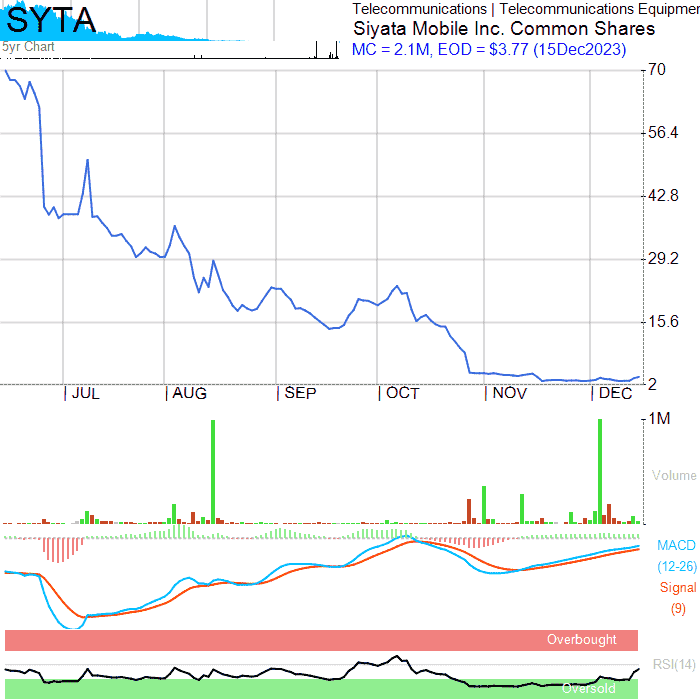 SYTA
Telecommunications | Telecommunications Equipmen
Siyata Mobile Inc. Common Shares
5yr Chart
MC = 2.1M, EOD = $3.77 (15Dec2023)
70
56.4
42.8
29.2
15.6
2
JUL
AUG
SEP
OCT
NOV
DEC
1M
Volume
MACD
(12-26)
Signal
(9)
Overbought
RSI(14)
Oversold